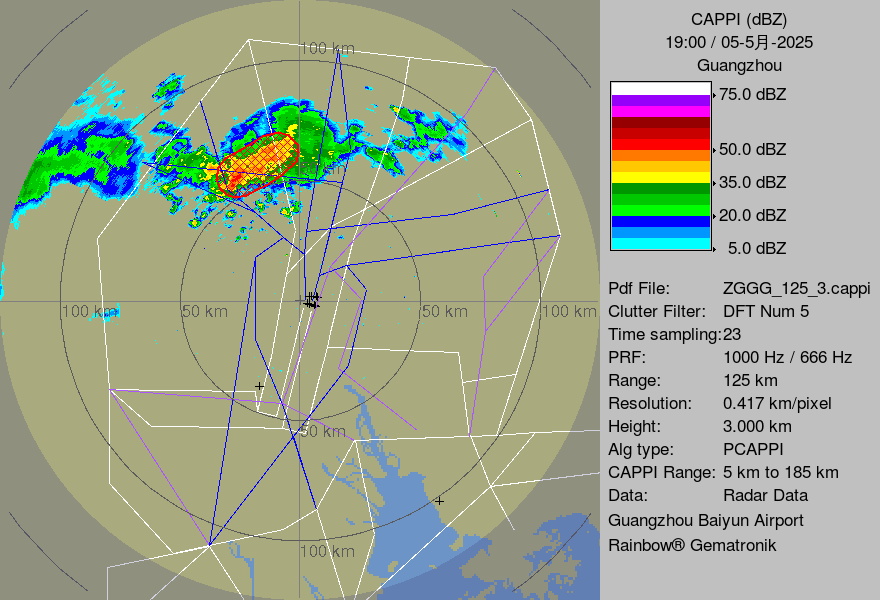 CAPPI (dBZ)
19:00 / 05-5月-2025
Guangzhou
75.0 dBZ
50.0 dBZ
35.0 dBZ
20.0 dBZ
5.0 dBZ
Pdf File: ZGGG_125_3.cappi
Clutter Filter: DFT Num 5
Time sampling:23
PRF: 1000 Hz / 666 Hz
Range: 125 km
Resolution: 0.417 km/pixel
Height: 3.000 km
Alg type: PCAPPI
CAPPI Range: 5 km to 185 km
Data: Radar Data
Guangzhou Baiyun Airport
Rainbow® Gematronik
100 km
100 km
50 km
50 km
100 km
50 km
100 km